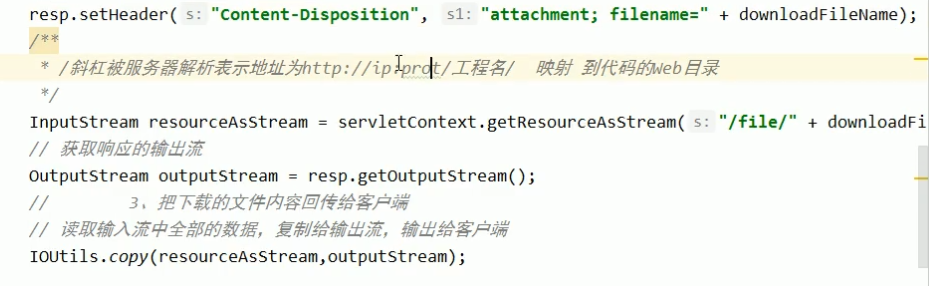 resp.setHeader( s: "Content-Disposition", s1: "attachment; filename=" + downloadFileName);
/**
* /斜杠被服务器解析表示地址为http://ip:prot/工程名/ 映射 到代码的Web目录
*/
InputStream resourceAsStream = servletContext.getResourceAsStream( s: "/file/" + downloadFi
// 获取响应的输出流
OutputStream outputStream = resp.getOutputStream();
// 3、把下载的文件内容回传给客户端
// 读取输入流中全部的数据，复制给输出流，输出给客户端
IOUtils.copy(resourceAsStream,outputStream);